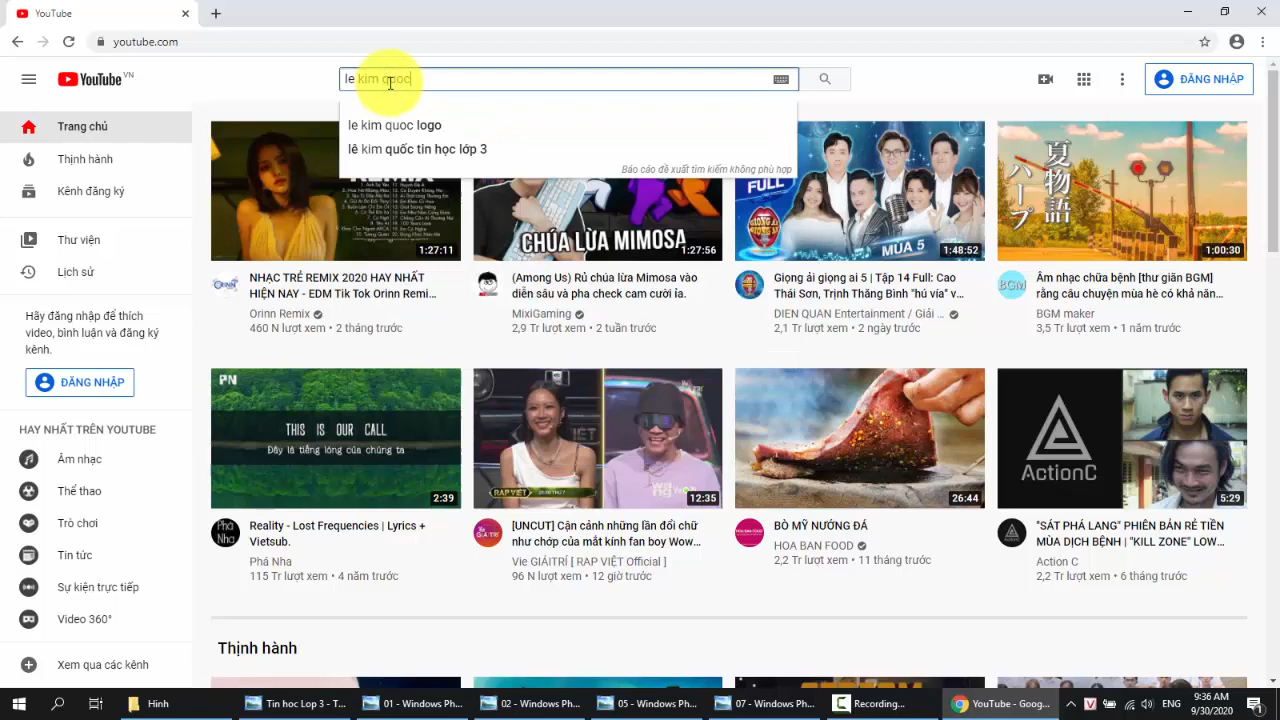 YouTube
youtube.com
YouTube VN
le kim quoc
ĐĂNG NHẬP
le kim quoc logo
lê kim quốc tin học lớp 3
Báo cáo đề xuất tìm kiếm không phù hợp
Trang chủ
Thịnh hành
Kênh đăng ký
Thư viện
Lịch sử
Hãy đăng nhập để thích
video, bình luận và đăng ký
kênh.
ĐĂNG NHẬP
HAY NHẤT TRÊN YOUTUBE
Âm nhạc
Thể thao
Trò chơi
Tin tức
Sự kiện trực tiếp
Video 360°
Xem qua các kênh
REMIX
1:27:11
NHẠC TRẺ REMIX 2020 HAY NHẤT
HIỆN NAY - EDM Tik Tok Orinn Remi...
Orinn Remix
460 N lượt xem • 2 tháng trước
CHÚA LỪA MIMOSA
1:27:56
(Among Us) Rủ chúa lừa Mimosa vào
diễn sâu và pha check cam cười ỉa.
MixiGaming
2,9 Tr lượt xem • 2 tuần trước
FULL
MÙA 5
1:48:52
Giọng ải giọng ai 5 | Tập 14 Full: Cao
Thái Sơn, Trịnh Thăng Bình "hú vía" v...
DIEN QUAN Entertainment / Giải ...
2,1 Tr lượt xem • 2 ngày trước
夏物語
ハープ
1:00:30
BGM
Âm nhạc chữa bệnh [thư giãn BGM]
rằng câu chuyện mùa hè có khả năn...
BGM maker
3,5 Tr lượt xem • 1 năm trước
PN
THIS IS OUR CALL
Đây là tiếng lòng của chúng ta
2:39
Phá Nha
Reality - Lost Frequencies | Lyrics +
Vietsub.
Phá Nha
115 Tr lượt xem • 4 năm trước
RAP VIỆT
12:35
[UNCUT] Cận cảnh những lần đổi chữ
như chớp của mắt kính fan boy Wow...
Vie GIẢITRÍ [ RAP VIỆT Official ]
96 N lượt xem • 12 giờ trước
26:44
BÒ MỸ NƯỚNG ĐÁ
HOA BAN FOOD
2,2 Tr lượt xem • 11 tháng trước
ActionC
5:29
"SÁT PHÁ LANG" PHIÊN BẢN RẺ TIỀN
MÙA DỊCH BỆNH | "KILL ZONE" LOW...
Action C
2,2 Tr lượt xem • 6 tháng trước
Thịnh hành
Hinh
Tin hoc Lop 3 - T...
01 - Windows Ph...
02 - Windows Ph...
05 - Windows Ph...
07 - Windows Ph...
Recording...
YouTube - Goog...
9:36 AM
9/30/2020